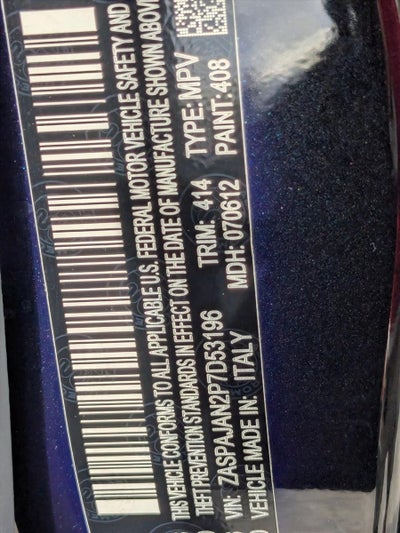 THIS VEHICLE CONFORMS TO ALL APPLICABLE U.S. FEDERAL MOTOR VEHICLE SAFETY AND
THEFT PREVENTION STANDARDS IN EFFECT ON THE DATE OF MANUFACTURE SHOWN ABOVE
VIN: ZASPAJAN2P7D53196 TRIM: 414 TYPE: MPV
VEHICLE MADE IN: ITALY MDH: 070612 PAINT: 408